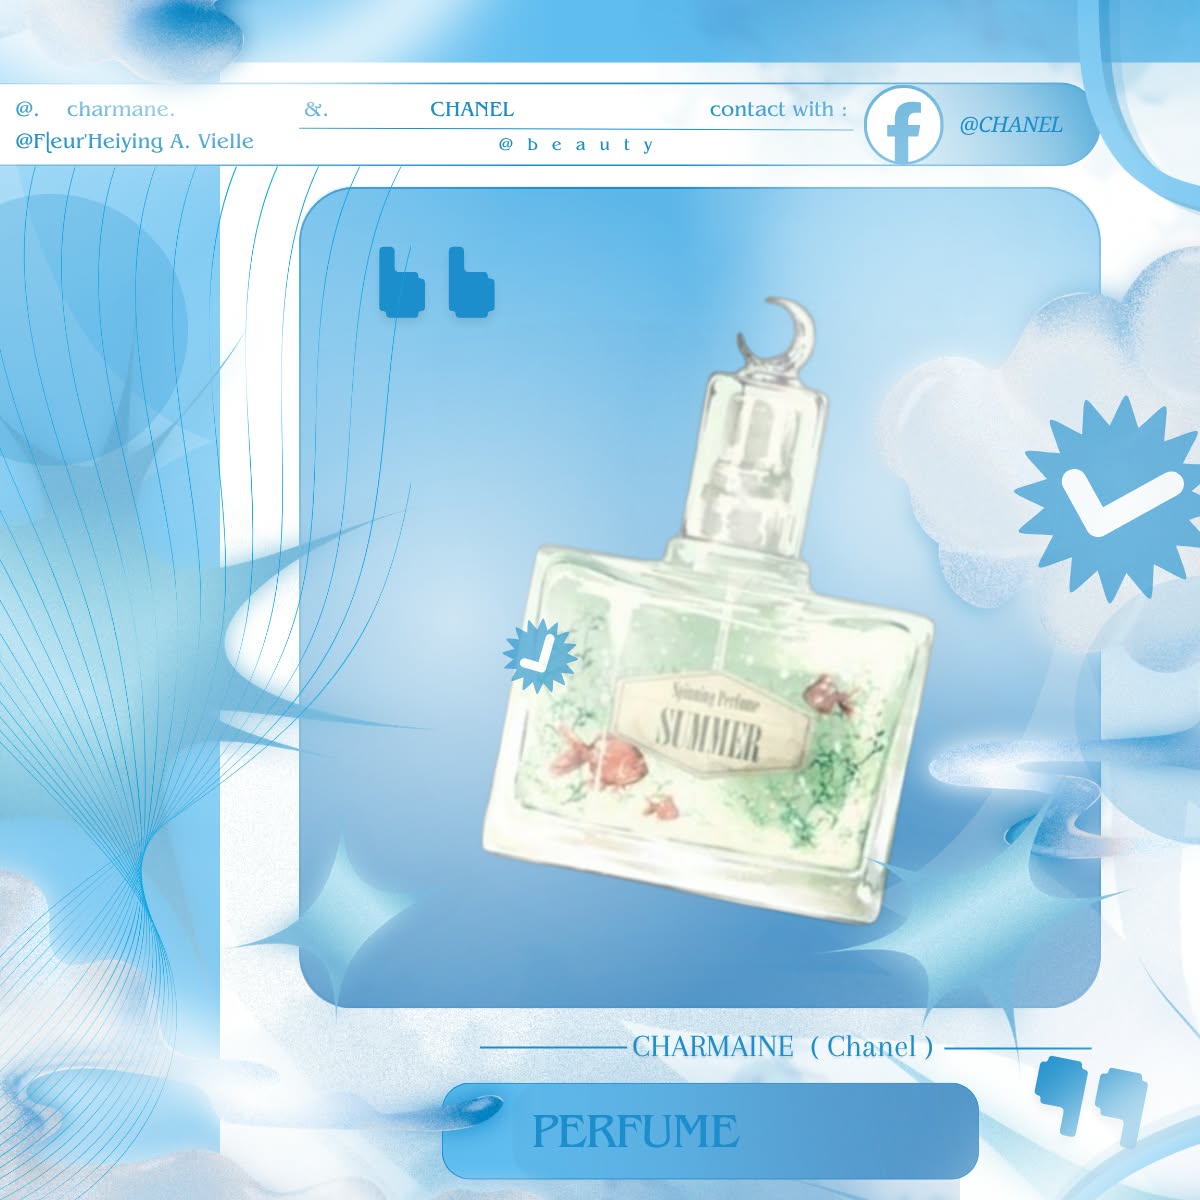 @. charmane. &. CHANEL contact with :
@Fleur'Heiying A. Vielle @ b e a u t y
@CHANEL
Spinning Perfume
SUMMER
CHARMAINE ( Chanel )
PERFUME